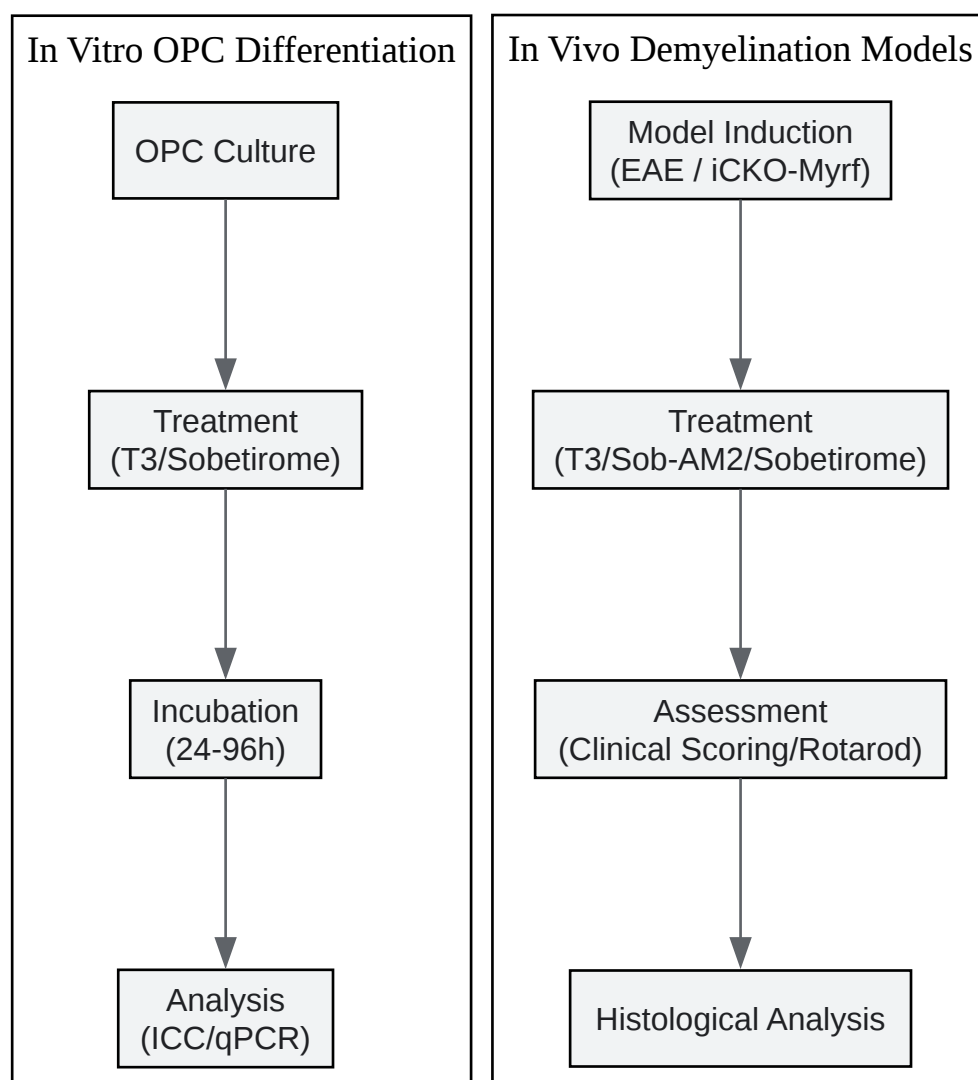 In Vitro OPC Differentiation
OPC Culture
Treatment
(T3/Sobetirome)
Incubation
(24-96h)
Analysis
(ICC/qPCR)
In Vivo Demyelination Models
Model Induction
(EAE / iCKO-Myrf)
Treatment
(T3/Sob-AM2/Sobetirome)
Assessment
(Clinical Scoring/Rotarod)
Histological Analysis